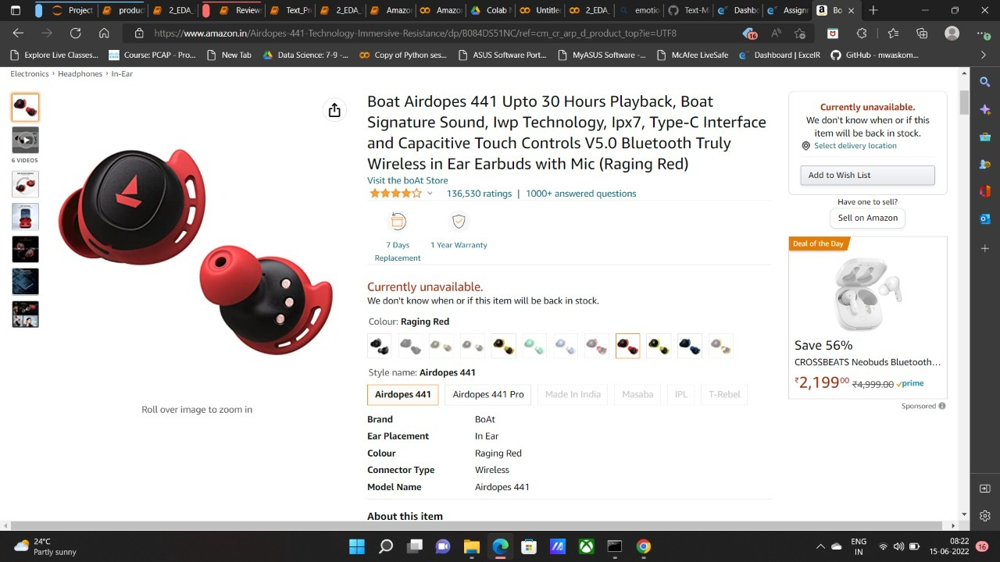 Project
produc
2_EDA_
Review
Text_Pr
2_EDA_
Amazor
Amazor
Colab N
Untitle
2_EDA_
emotio
Text-M
Dashbo
Assignr
Bo
https://www.amazon.in/Airdopes-441-Technology-Immersive-Resistance/dp/B084DS51NC/ref=cm_cr_arp_d_product_top?ie=UTF8
16
Explore Live Classes...
Course: PCAP - Pro...
New Tab
Data Science: 7-9 -...
Copy of Python ses...
ASUS Software Port...
MyASUS Software -...
McAfee LiveSafe
Dashboard | ExcelR
GitHub - mwaskom...
Electronics › Headphones › In-Ear
6 VIDEOS
Roll over image to zoom in
Boat Airdopes 441 Upto 30 Hours Playback, Boat
Signature Sound, Iwp Technology, Ipx7, Type-C Interface
and Capacitive Touch Controls V5.0 Bluetooth Truly
Wireless in Ear Earbuds with Mic (Raging Red)
Visit the boAt Store
136,530 ratings | 1000+ answered questions
7 Days
Replacement
1 Year Warranty
Currently unavailable.
We don't know when or if this item will be back in stock.
Colour: Raging Red
Style name: Airdopes 441
Airdopes 441
Airdopes 441 Pro
Made In India
Masaba
IPL
T-Rebel
Brand BoAt
Ear Placement In Ear
Colour Raging Red
Connector Type Wireless
Model Name Airdopes 441
About this item
Currently unavailable.
We don't know when or if this
item will be back in stock.
Select delivery location
Add to Wish List
Have one to sell?
Sell on Amazon
Deal of the Day
Save 56%
CROSSBEATS Neobuds Bluetooth...
₹2,19900 ₹4,999.00 prime
Sponsored
24°C
Partly sunny
ENG
IN
08:22
15-06-2022
16